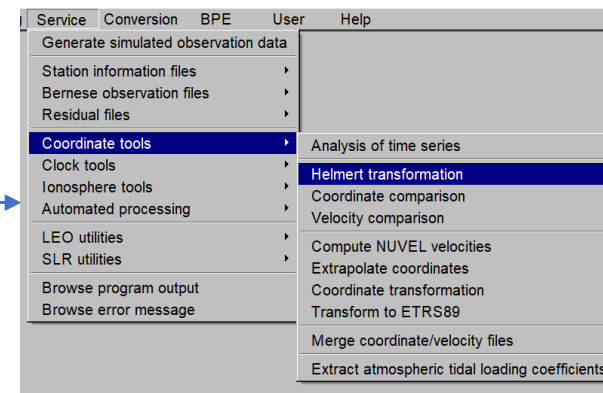 Service Conversion BPE User Help
Generate simulated observation data
Station information files
Bernese observation files
Residual files
Coordinate tools
Clock tools
Ionosphere tools
Automated processing
LEO utilities
SLR utilities
Browse program output
Browse error message
Analysis of time series
Helmert transformation
Coordinate comparison
Velocity comparison
Compute NUVEL velocities
Extrapolate coordinates
Coordinate transformation
Transform to ETRS89
Merge coordinate/velocity files
Extract atmospheric tidal loading coefficients